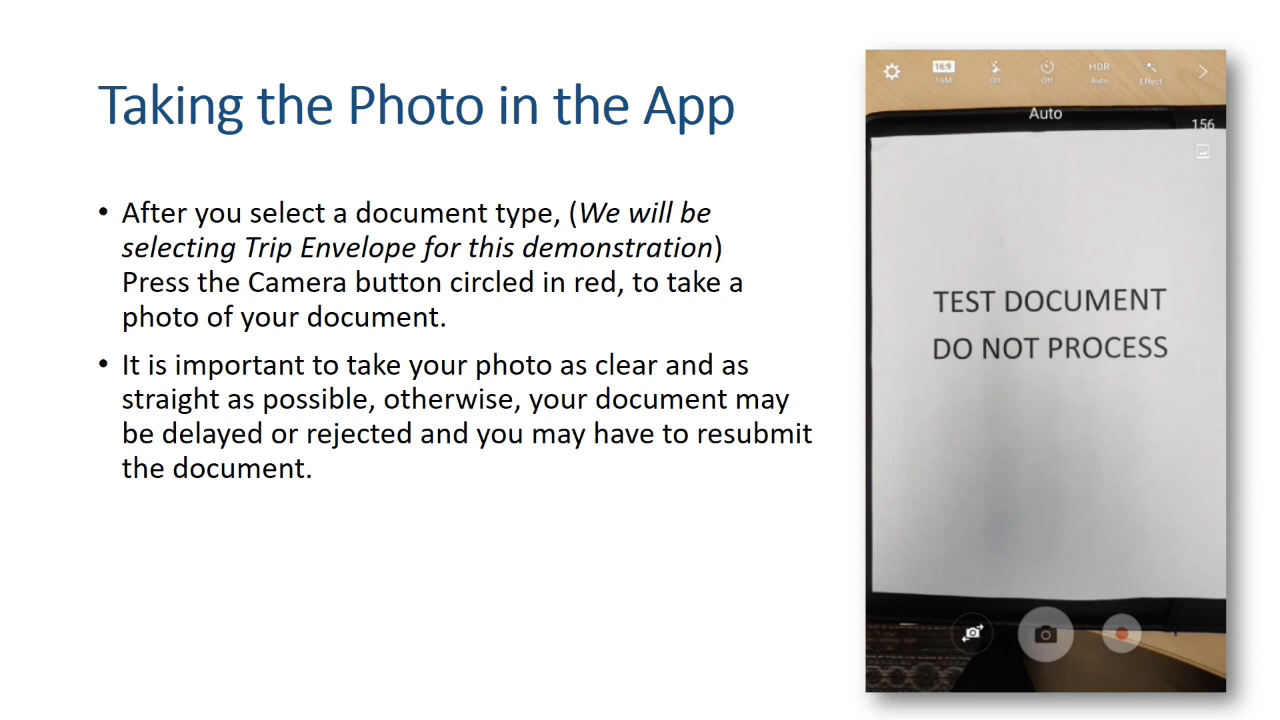 Taking the Photo in the App
• After you select a document type, (We will be
selecting Trip Envelope for this demonstration)
Press the Camera button circled in red, to take a
photo of your document.
• It is important to take your photo as clear and as
straight as possible, otherwise, your document may
be delayed or rejected and you may have to resubmit
the document.
16:9 HDR
16M Off Off Auto Effect
Auto
156
TEST DOCUMENT
DO NOT PROCESS